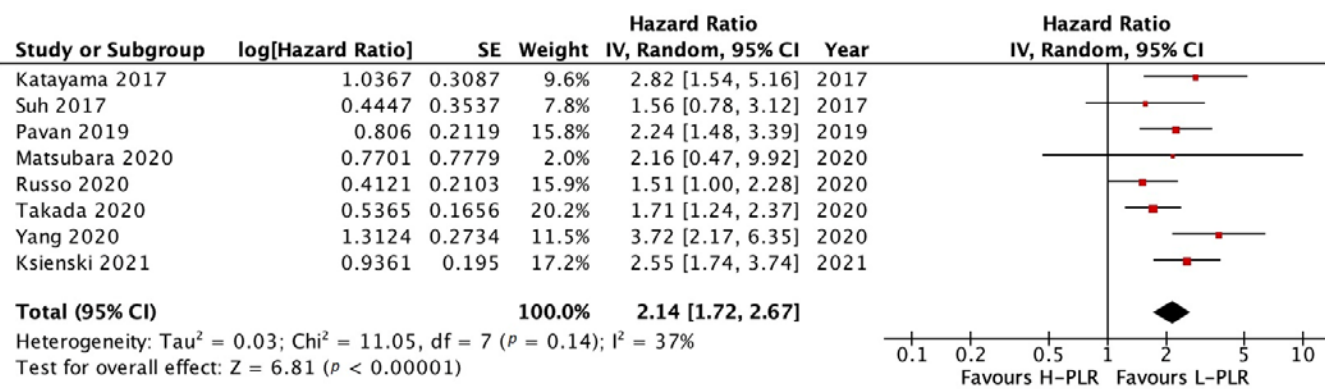 Hazard Ratio Hazard Ratio
Study or Subgroup log[Hazard Ratio] SE Weight IV, Random, 95% CI Year IV, Random, 95% CI
Katayama 2017 1.0367 0.3087 9.6% 2.82 [1.54, 5.16] 2017
Suh 2017 0.4447 0.3537 7.8% 1.56 [0.78, 3.12] 2017
Pavan 2019 0.806 0.2119 15.8% 2.24 [1.48, 3.39] 2019
Matsubara 2020 0.7701 0.7779 2.0% 2.16 [0.47, 9.92] 2020
Russo 2020 0.4121 0.2103 15.9% 1.51 [1.00, 2.28] 2020
Takada 2020 0.5365 0.1656 20.2% 1.71 [1.24, 2.37] 2020
Yang 2020 1.3124 0.2734 11.5% 3.72 [2.17, 6.35] 2020
Ksienski 2021 0.9361 0.195 17.2% 2.55 [1.74, 3.74] 2021
Total (95% CI) 100.0% 2.14 [1.72, 2.67]
Heterogeneity: Tau² = 0.03; Chi² = 11.05, df = 7 (p = 0.14); I² = 37%
Test for overall effect: Z = 6.81 (p < 0.00001)
0.1 0.2 0.5 1 2 5 10
Favours H-PLR Favours L-PLR